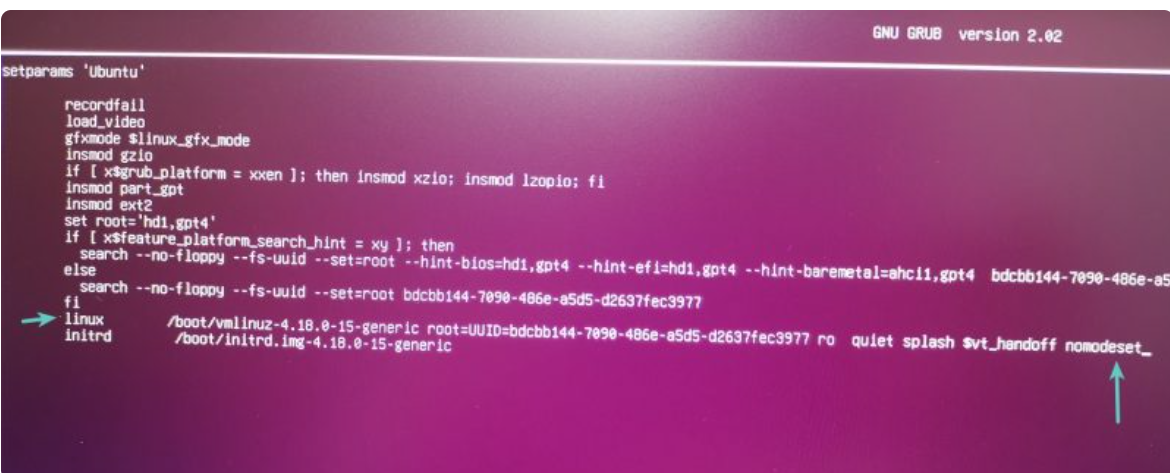 GNU GRUB version 2.02
setparams 'Ubuntu'
recordfail
load_video
gfxmode $linux_gfx_mode
insmod gzio
if [ x$grub_platform = xxen ]; then insmod xzio; insmod lzopio; fi
insmod part_gpt
insmod ext2
set root='hd1,gpt4'
if [ x$feature_platform_search_hint = xy ]; then
search --no-floppy --fs-uuid --set=root --hint-bios=hd1,gpt4 --hint-efi=hd1,gpt4 --hint-baremetal=ahci1,gpt4 bdcbb144-7090-486e-a5
else
search --no-floppy --fs-uuid --set=root bdcbb144-7090-486e-a5d5-d2637fec3977
fi
linux /boot/vmlinuz-4.18.0-15-generic root=UUID=bdcbb144-7090-486e-a5d5-d2637fec3977 ro quiet splash $vt_handoff nomodeset_
initrd /boot/initrd.img-4.18.0-15-generic